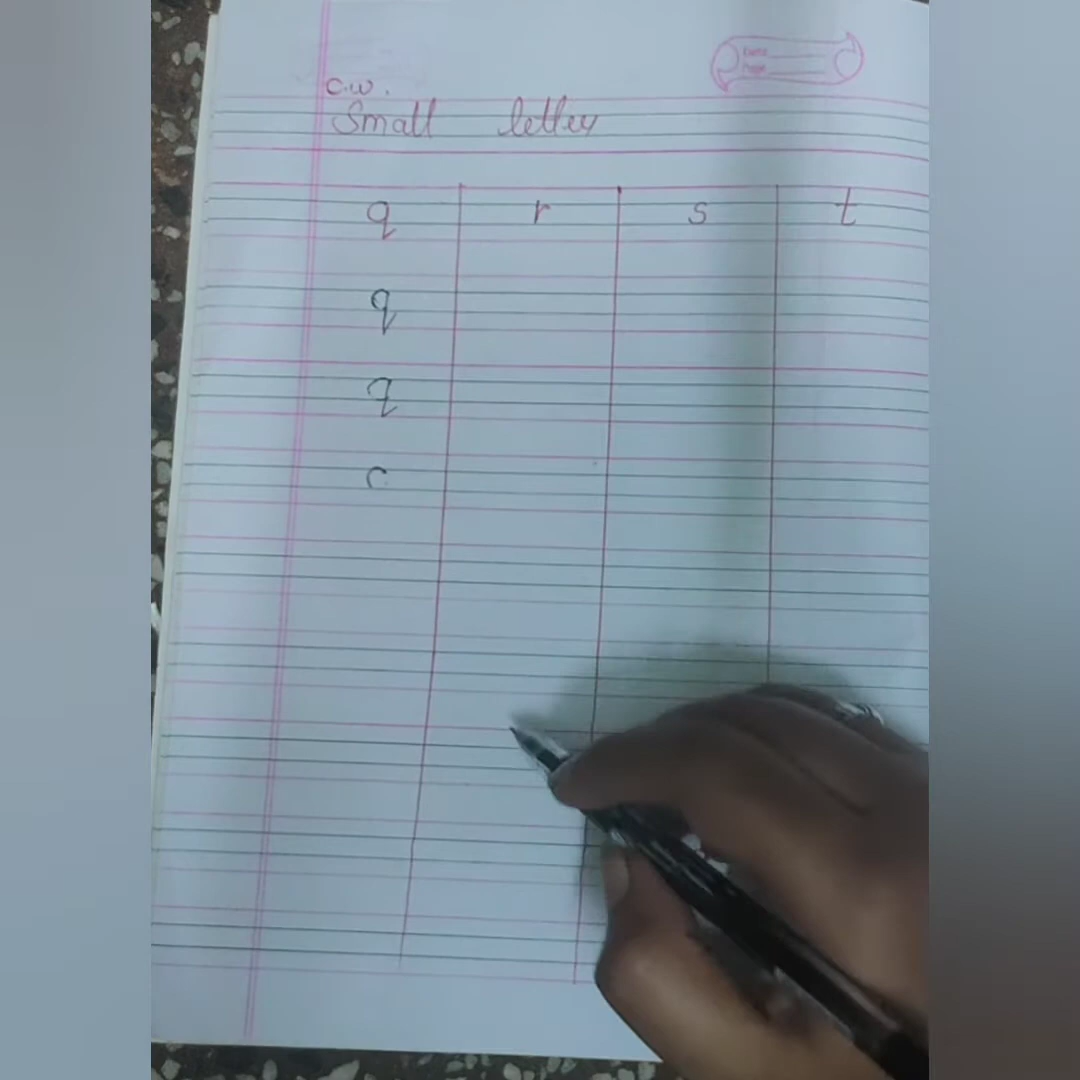 c.w.
Small letter
q r s t
q
q
c